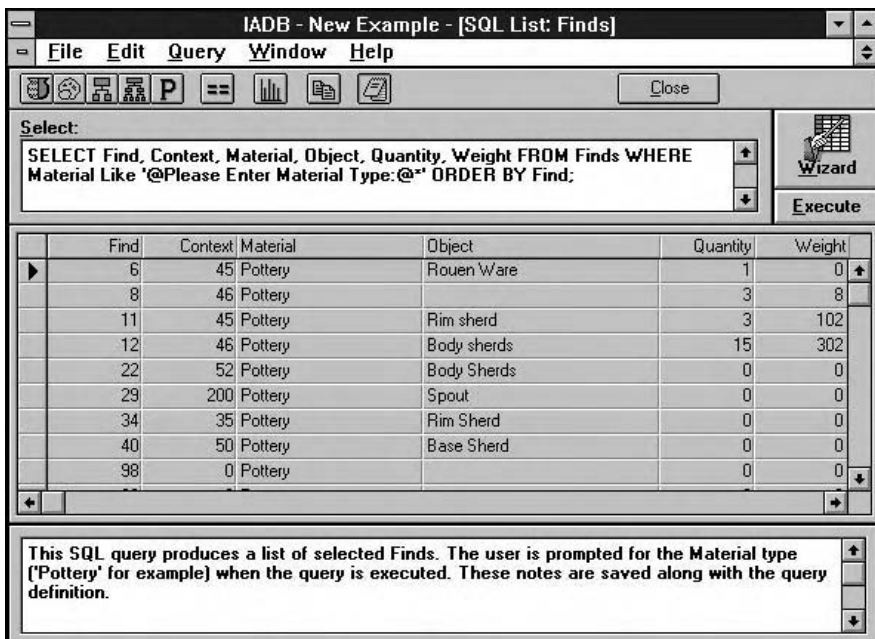 IADB - New Example - [SQL List: Finds]
File Edit Query Window Help
P == Close
Select:
SELECT Find, Context, Material, Object, Quantity, Weight FROM Finds WHERE
Material Like '@Please Enter Material Type:@*' ORDER BY Find;
Wizard
Execute
Find Context Material Object Quantity Weight
6 45 Pottery Rouen Ware 1 0
8 46 Pottery 3 8
11 45 Pottery Rim sherd 3 102
12 46 Pottery Body sherds 15 302
22 52 Pottery Body Sherds 0 0
29 200 Pottery Spout 0 0
34 35 Pottery Rim Sherd 0 0
40 50 Pottery Base Sherd 0 0
98 0 Pottery 0 0
This SQL query produces a list of selected Finds. The user is prompted for the Material type
('Pottery' for example) when the query is executed. These notes are saved along with the query
definition.